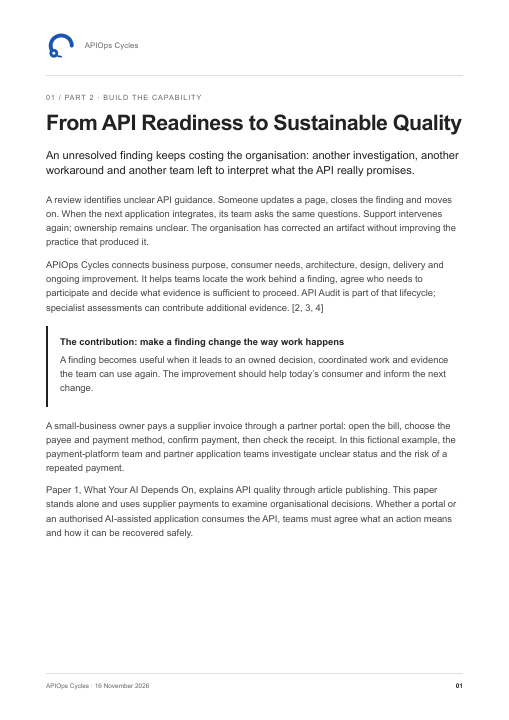 APIOps Cycles
01 / PART 2 · BUILD THE CAPABILITY
From API Readiness to Sustainable Quality
An unresolved finding keeps costing the organisation: another investigation, another
workaround and another team left to interpret what the API really promises.
A review identifies unclear API guidance. Someone updates a page, closes the finding and moves
on. When the next application integrates, its team asks the same questions. Support intervenes
again; ownership remains unclear. The organisation has corrected an artifact without improving the
practice that produced it.
APIOps Cycles connects business purpose, consumer needs, architecture, design, delivery and
ongoing improvement. It helps teams locate the work behind a finding, agree who needs to
participate and decide what evidence is sufficient to proceed. API Audit is part of that lifecycle;
specialist assessments can contribute additional evidence. [2, 3, 4]
The contribution: make a finding change the way work happens
A finding becomes useful when it leads to an owned decision, coordinated work and evidence
the team can use again. The improvement should help today's consumer and inform the next
change.
A small-business owner pays a supplier invoice through a partner portal: open the bill, choose the
payee and payment method, confirm payment, then check the receipt. In this fictional example, the
payment-platform team and partner application teams investigate unclear status and the risk of a
repeated payment.
Paper 1, What Your AI Depends On, explains API quality through article publishing. This paper
stands alone and uses supplier payments to examine organisational decisions. Whether a portal or
an authorised AI-assisted application consumes the API, teams must agree what an action means
and how it can be recovered safely.
APIOps Cycles · 16 November 2026
01